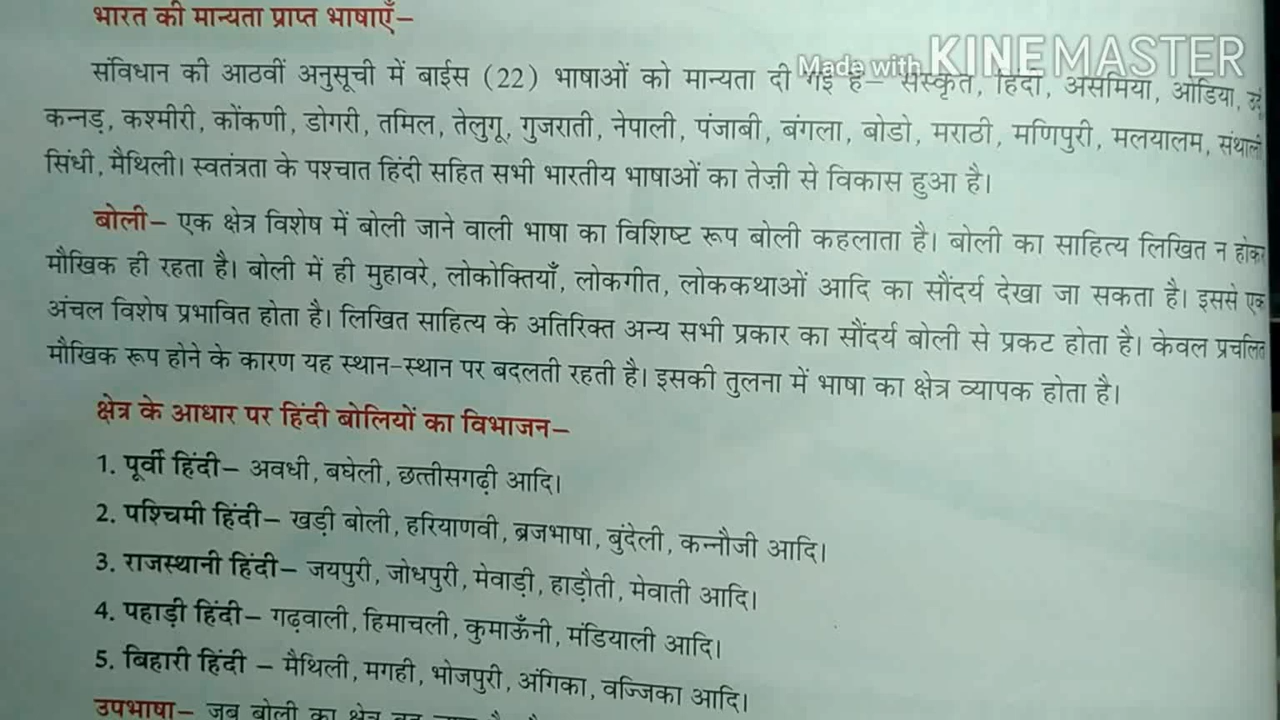 भारत की मान्यता प्राप्त भाषाएँ–
Made with KINEMASTER
संविधान की आठवीं अनुसूची में बाईस (22) भाषाओं को मान्यता दी गई है– संस्कृत, हिंदी, असमिया, ओडिया, उर्दू
कन्नड़, कश्मीरी, कोंकणी, डोगरी, तमिल, तेलुगू, गुजराती, नेपाली, पंजाबी, बंगला, बोडो, मराठी, मणिपुरी, मलयालम, संथाली
सिंधी, मैथिली। स्वतंत्रता के पश्चात हिंदी सहित सभी भारतीय भाषाओं का तेज़ी से विकास हुआ है।
बोली– एक क्षेत्र विशेष में बोली जाने वाली भाषा का विशिष्ट रूप बोली कहलाता है। बोली का साहित्य लिखित न होकर
मौखिक ही रहता है। बोली में ही मुहावरे, लोकोक्तियाँ, लोकगीत, लोककथाओं आदि का सौंदर्य देखा जा सकता है। इससे एक
अंचल विशेष प्रभावित होता है। लिखित साहित्य के अतिरिक्त अन्य सभी प्रकार का सौंदर्य बोली से प्रकट होता है। केवल प्रचलित
मौखिक रूप होने के कारण यह स्थान-स्थान पर बदलती रहती है। इसकी तुलना में भाषा का क्षेत्र व्यापक होता है।
क्षेत्र के आधार पर हिंदी बोलियों का विभाजन–
1. पूर्वी हिंदी– अवधी, बघेली, छत्तीसगढ़ी आदि।
2. पश्चिमी हिंदी– खड़ी बोली, हरियाणवी, ब्रजभाषा, बुंदेली, कन्नौजी आदि।
3. राजस्थानी हिंदी– जयपुरी, जोधपुरी, मेवाड़ी, हाड़ौती, मेवाती आदि।
4. पहाड़ी हिंदी– गढ़वाली, हिमाचली, कुमाऊँनी, मंडियाली आदि।
5. बिहारी हिंदी – मैथिली, मगही, भोजपुरी, अंगिका, वज्जिका आदि।
उपभाषा– जब बोली का क्षेत्र